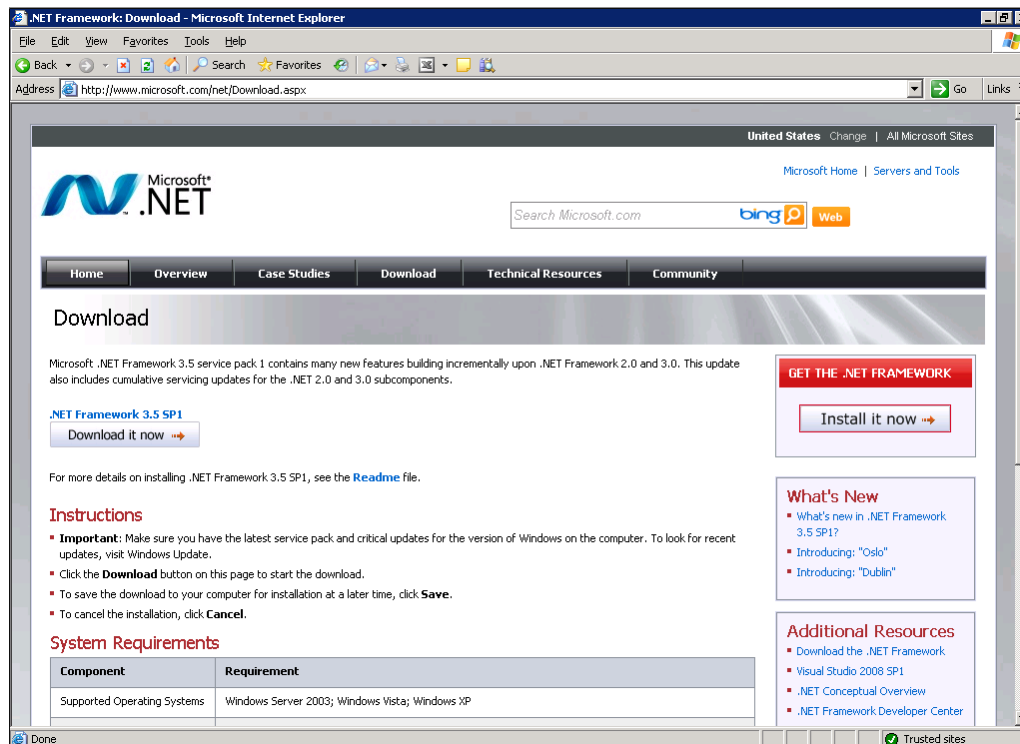 .NET Framework: Download - Microsoft Internet Explorer
File Edit View Favorites Tools Help
Back Search Favorites
Address http://www.microsoft.com/net/Download.aspx Go Links
United States Change | All Microsoft Sites
Microsoft Home | Servers and Tools
Microsoft®
.NET
Search Microsoft.com bing Web
Home Overview Case Studies Download Technical Resources Community
Download
Microsoft .NET Framework 3.5 service pack 1 contains many new features building incrementally upon .NET Framework 2.0 and 3.0. This update
also includes cumulative servicing updates for the .NET 2.0 and 3.0 subcomponents.
.NET Framework 3.5 SP1
Download it now
For more details on installing .NET Framework 3.5 SP1, see the Readme file.
Instructions
Important: Make sure you have the latest service pack and critical updates for the version of Windows on the computer. To look for recent
updates, visit Windows Update.
Click the Download button on this page to start the download.
To save the download to your computer for installation at a later time, click Save.
To cancel the installation, click Cancel.
System Requirements
Component Requirement
Supported Operating Systems Windows Server 2003; Windows Vista; Windows XP
GET THE .NET FRAMEWORK
Install it now
What's New
What's new in .NET Framework
3.5 SP1?
Introducing: "Oslo"
Introducing: "Dublin"
Additional Resources
Download the .NET Framework
Visual Studio 2008 SP1
.NET Conceptual Overview
.NET Framework Developer Center
Done Trusted sites